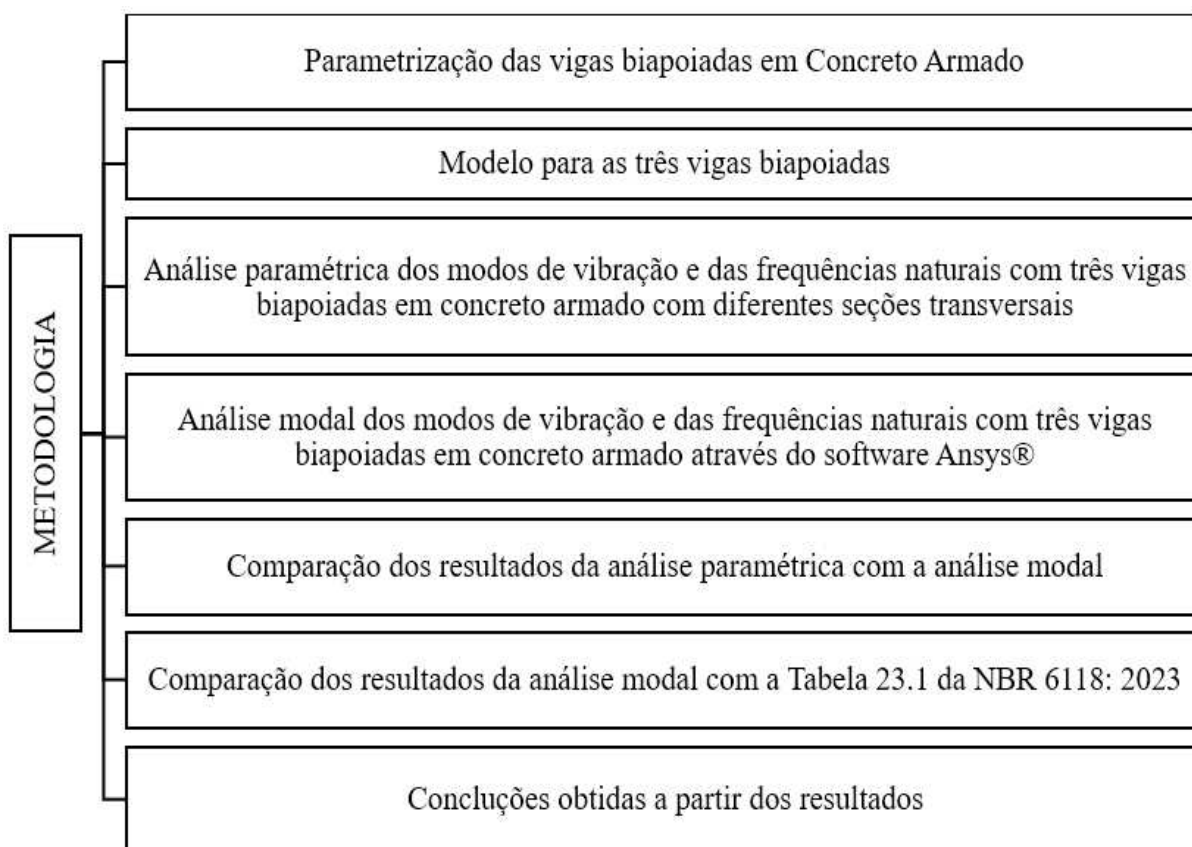 METODOLOGIA
Parametrização das vigas biapoiadas em Concreto Armado
Modelo para as três vigas biapoiadas
Análise paramétrica dos modos de vibração e das frequências naturais com três vigas
biapoiadas em concreto armado com diferentes seções transversais
Análise modal dos modos de vibração e das frequências naturais com três vigas
biapoiadas em concreto armado através do software Ansys®
Comparação dos resultados da análise paramétrica com a análise modal
Comparação dos resultados da análise modal com a Tabela 23.1 da NBR 6118: 2023
Concluções obtidas a partir dos resultados